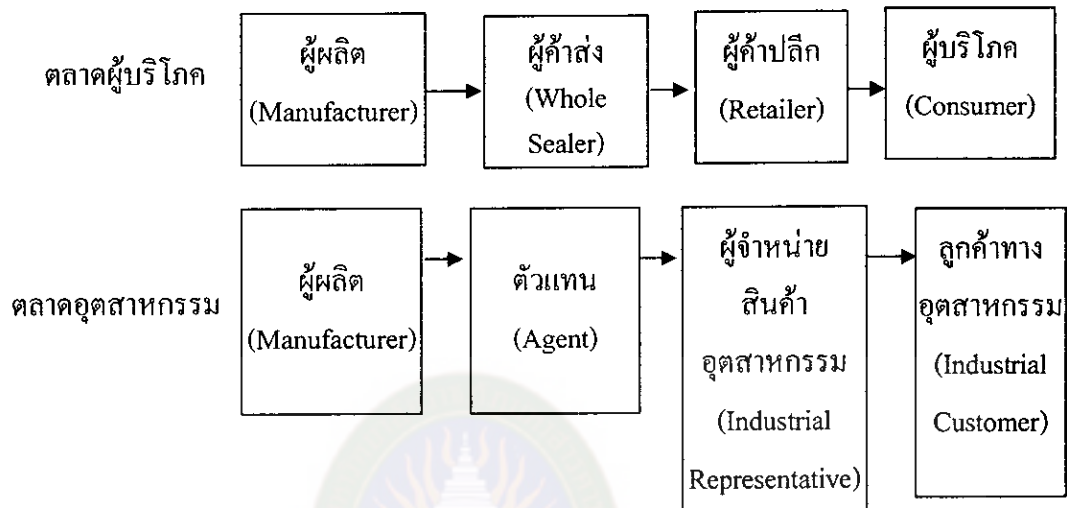 ตลาดผู้บริโภค
ผู้ผลิต
(Manufacturer)
ผู้ค้าส่ง
(Whole
Sealer)
ผู้ค้าปลีก
(Retailer)
ผู้บริโภค
(Consumer)
ตลาดอุตสาหกรรม
ผู้ผลิต
(Manufacturer)
ตัวแทน
(Agent)
ผู้จำหน่าย
สินค้า
อุตสาหกรรม
(Industrial
Representative)
ลูกค้าทาง
อุตสาหกรรม
(Industrial
Customer)